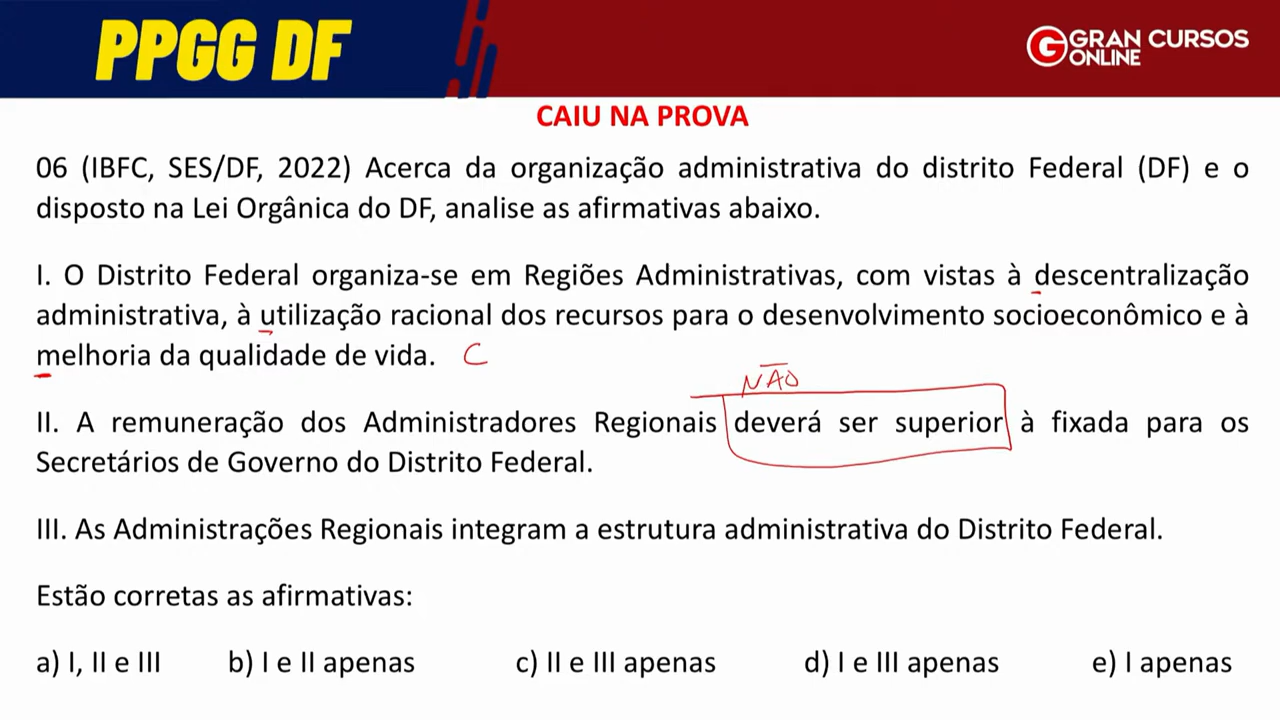 PPGG DF
GRAN CURSOS
ONLINE
CAIU NA PROVA
06 (IBFC, SES/DF, 2022) Acerca da organização administrativa do distrito Federal (DF) e o
disposto na Lei Orgânica do DF, analise as afirmativas abaixo.
I. O Distrito Federal organiza-se em Regiões Administrativas, com vistas à descentralização
administrativa, à utilização racional dos recursos para o desenvolvimento socioeconômico e à
melhoria da qualidade de vida. C
NÃO
II. A remuneração dos Administradores Regionais deverá ser superior à fixada para os
Secretários de Governo do Distrito Federal.
III. As Administrações Regionais integram a estrutura administrativa do Distrito Federal.
Estão corretas as afirmativas:
a) I, II e III b) I e II apenas c) II e III apenas d) I e III apenas e) I apenas